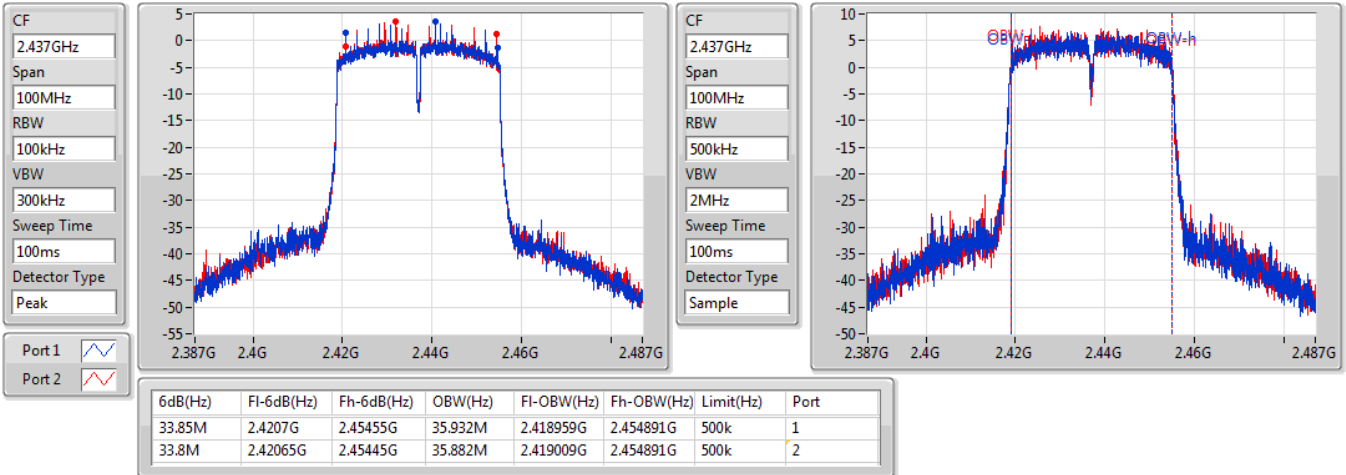 CF
2.437GHz
Span
100MHz
RBW
100kHz
VBW
300kHz
Sweep Time
100ms
Detector Type
Peak
5
0
-5
-10
-15
-20
-25
-30
-35
-40
-45
-50
-55
2.387G 2.4G 2.42G 2.44G 2.46G 2.487G
Port 1
Port 2
CF
2.437GHz
Span
100MHz
RBW
500kHz
VBW
2MHz
Sweep Time
100ms
Detector Type
Sample
10
5
0
-5
-10
-15
-20
-25
-30
-35
-40
-45
-50
OBW-h
2.387G 2.4G 2.42G 2.44G 2.46G 2.487G
6dB(Hz) Fl-6dB(Hz) Fh-6dB(Hz) OBW(Hz) Fl-OBW(Hz) Fh-OBW(Hz) Limit(Hz) Port
33.85M 2.4207G 2.45455G 35.932M 2.418959G 2.454891G 500k 1
33.8M 2.42065G 2.45445G 35.882M 2.419009G 2.454891G 500k 2